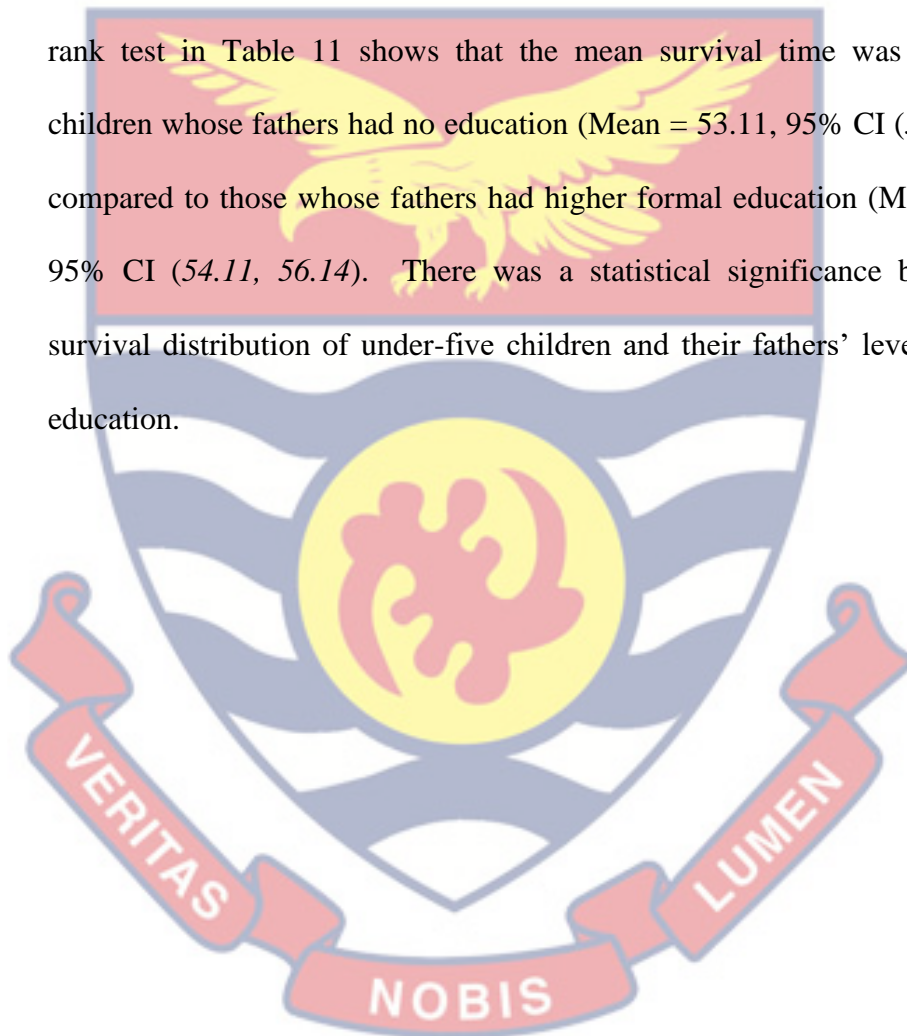 rank test in Table 11 shows that the mean survival time was
children whose fathers had no education (Mean = 53.11, 95% CI (
compared to those whose fathers had higher formal education (M
95% CI (54.11, 56.14). There was a statistical significance b
survival distribution of under-five children and their fathers’ leve
education.
VERITAS
NOBIS
LUMEN